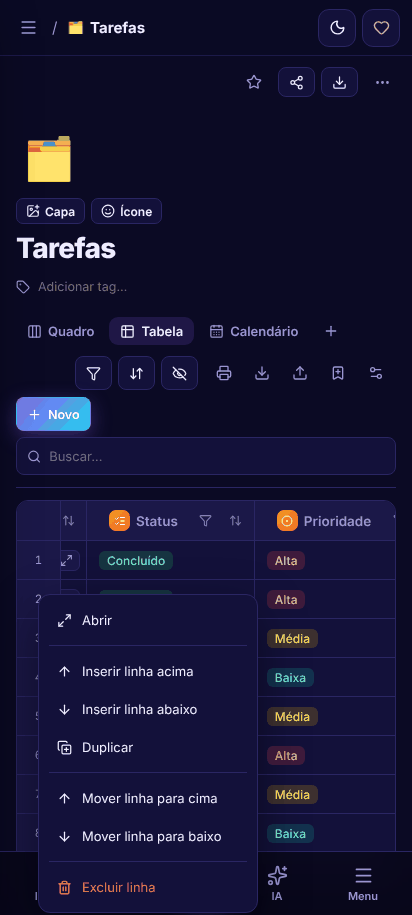 / Tarefas
Capa Ícone
Tarefas
Adicionar tag...
Quadro Tabela Calendário
Novo
Buscar...
Status Prioridade
1 Concluído Alta
2 Alta
Abrir
Média
Inserir linha acima Baixa
Inserir linha abaixo Média
Duplicar Alta
Mover linha para cima Média
Mover linha para baixo Baixa
Excluir linha
IA Menu